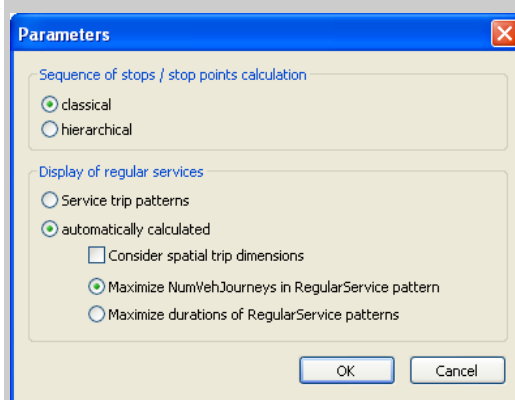 Parameters
Sequence of stops / stop points calculation
classical
hierarchical
Display of regular services
Service trip patterns
automatically calculated
Consider spatial trip dimensions
Maximize NumVehJourneys in RegularService pattern
Maximize durations of RegularService patterns
OK Cancel